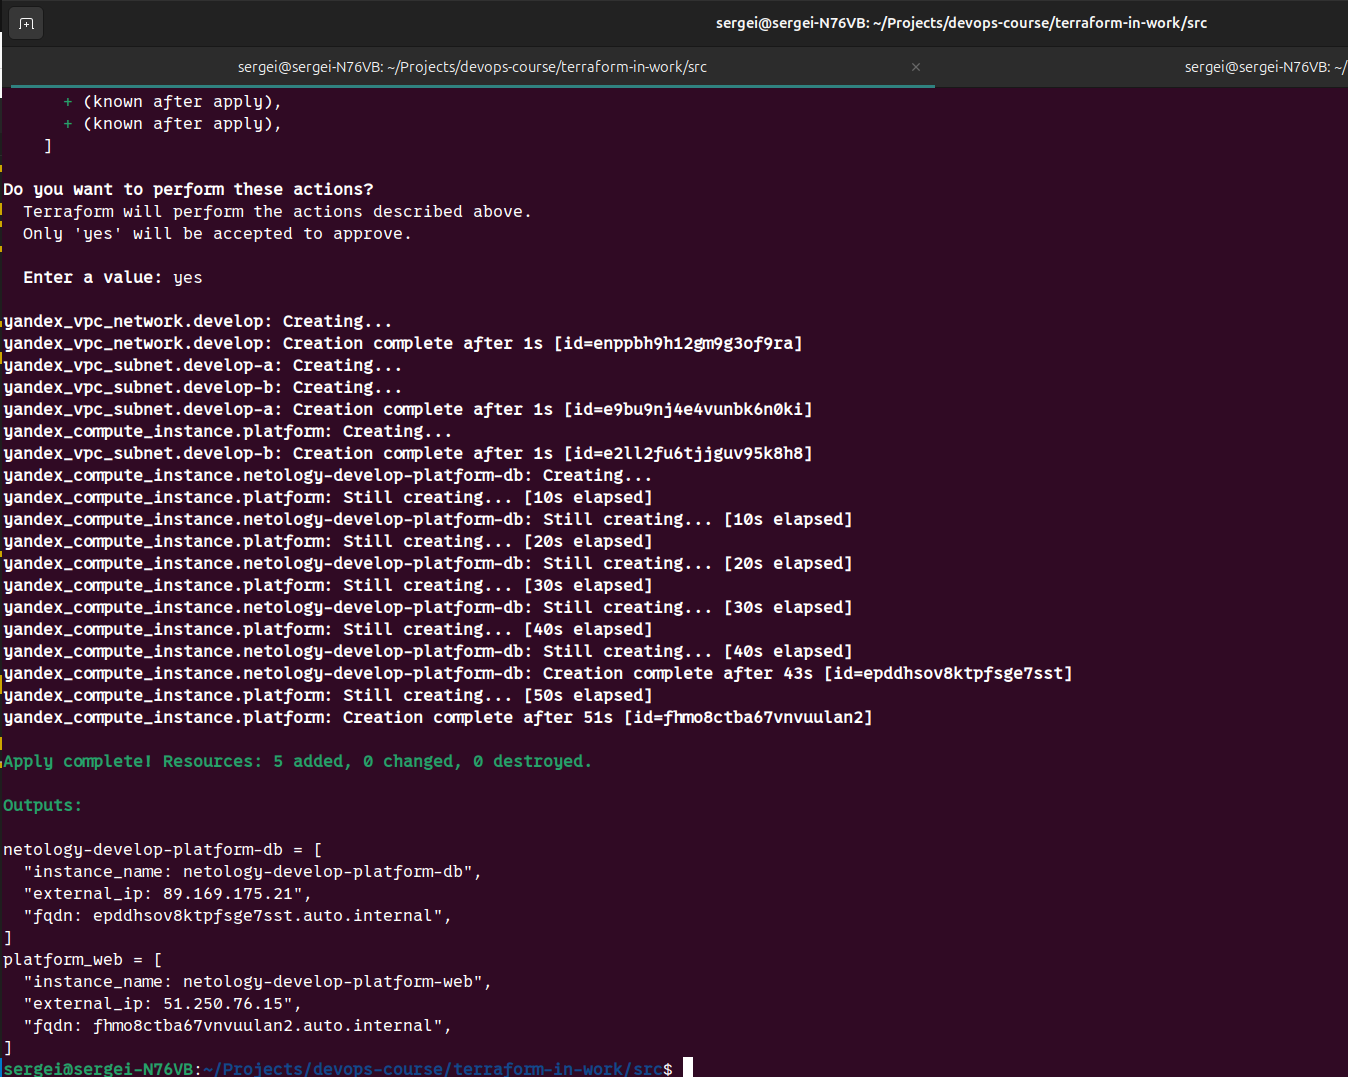 sergei@sergei-N76VB: ~/Projects/devops-course/terraform-in-work/src
sergei@sergei-N76VB: ~/Projects/devops-course/terraform-in-work/src × sergei@sergei-N76VB: ~/
+ (known after apply),
+ (known after apply),
]
Do you want to perform these actions?
Terraform will perform the actions described above.
Only 'yes' will be accepted to approve.
Enter a value: yes
yandex_vpc_network.develop: Creating...
yandex_vpc_network.develop: Creation complete after 1s [id=enppbh9h12gm9g3of9ra]
yandex_vpc_subnet.develop-a: Creating...
yandex_vpc_subnet.develop-b: Creating...
yandex_vpc_subnet.develop-a: Creation complete after 1s [id=e9bu9nj4e4vunbk6n0ki]
yandex_compute_instance.platform: Creating...
yandex_vpc_subnet.develop-b: Creation complete after 1s [id=e2ll2fu6tjjguv95k8h8]
yandex_compute_instance.netology-develop-platform-db: Creating...
yandex_compute_instance.platform: Still creating... [10s elapsed]
yandex_compute_instance.netology-develop-platform-db: Still creating... [10s elapsed]
yandex_compute_instance.platform: Still creating... [20s elapsed]
yandex_compute_instance.netology-develop-platform-db: Still creating... [20s elapsed]
yandex_compute_instance.platform: Still creating... [30s elapsed]
yandex_compute_instance.netology-develop-platform-db: Still creating... [30s elapsed]
yandex_compute_instance.platform: Still creating... [40s elapsed]
yandex_compute_instance.netology-develop-platform-db: Still creating... [40s elapsed]
yandex_compute_instance.netology-develop-platform-db: Creation complete after 43s [id=epddhsov8ktpfsge7sst]
yandex_compute_instance.platform: Still creating... [50s elapsed]
yandex_compute_instance.platform: Creation complete after 51s [id=fhmo8ctba67vnvuulan2]
Apply complete! Resources: 5 added, 0 changed, 0 destroyed.
Outputs:
netology-develop-platform-db = [
"instance_name: netology-develop-platform-db",
"external_ip: 89.169.175.21",
"fqdn: epddhsov8ktpfsge7sst.auto.internal",
]
platform_web = [
"instance_name: netology-develop-platform-web",
"external_ip: 51.250.76.15",
"fqdn: fhmo8ctba67vnvuulan2.auto.internal",
]
sergei@sergei-N76VB:~/Projects/devops-course/terraform-in-work/src$